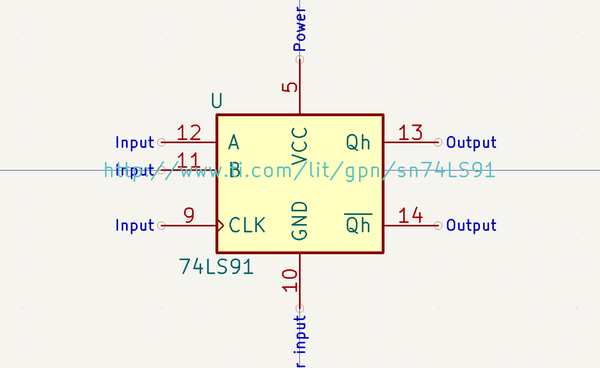 Power
5
U
Input 12 A VCC Qh 13 Output
Input 11 B
http://www.ti.com/lit/gpn/sn74LS91
Input 9 CLK GND Qh 14 Output
74LS91
10
r input